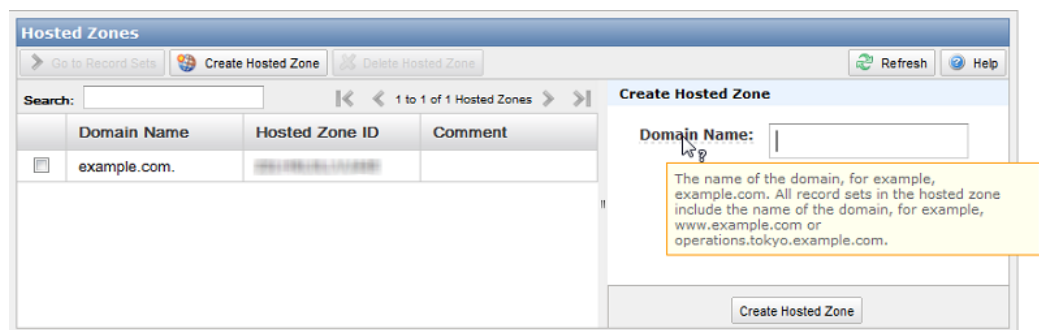 Hosted Zones
Go to Record Sets Create Hosted Zone Delete Hosted Zone Refresh Help
Search: 1 to 1 of 1 Hosted Zones
Domain Name Hosted Zone ID Comment
example.com.
Create Hosted Zone
Domain Name:
The name of the domain, for example,
example.com. All record sets in the hosted zone
include the name of the domain, for example,
www.example.com or
operations.tokyo.example.com.
Create Hosted Zone